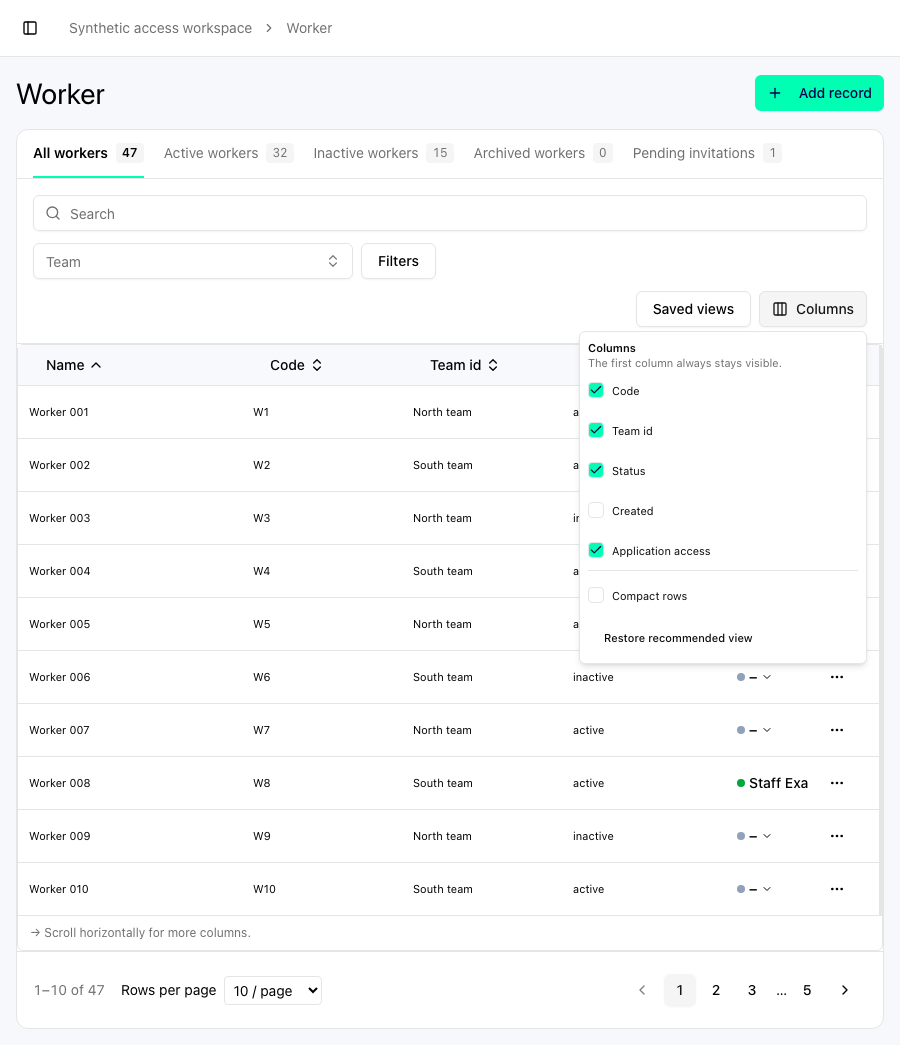 Synthetic access workspace > Worker
Worker
+ Add record
All workers 47 Active workers 32 Inactive workers 15 Archived workers 0 Pending invitations 1
Search
Team Filters
Saved views Columns
Columns
The first column always stays visible.
Code
Team id
Status
Created
Application access
Compact rows
Restore recommended view
Name Code Team id
Worker 001 W1 North team
Worker 002 W2 South team
Worker 003 W3 North team
Worker 004 W4 South team
Worker 005 W5 North team
Worker 006 W6 South team inactive –
Worker 007 W7 North team active –
Worker 008 W8 South team active Staff Exa
Worker 009 W9 North team inactive –
Worker 010 W10 South team active –
→ Scroll horizontally for more columns.
1–10 of 47 Rows per page 10 / page 1 2 3 ... 5